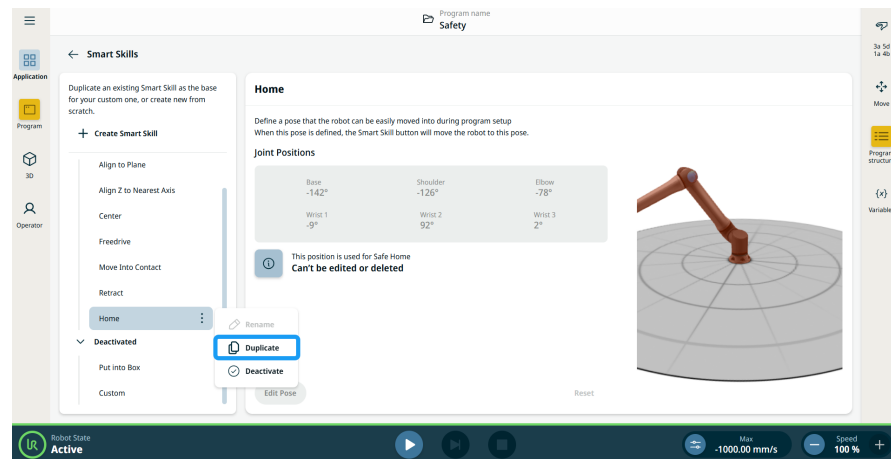 Program name
Safety
3a 5d
1a 4b
Smart Skills
Application
Duplicate an existing Smart Skill as the base
for your custom one, or create new from
scratch.
Create Smart Skill
Home
Define a pose that the robot can be easily moved into during program setup
When this pose is defined, the Smart Skill button will move the robot to this pose.
Move
Program
Joint Positions
Program
structur
Align to Plane
3D
Base
-142°
Shoulder
-126°
Elbow
-78°
Align Z to Nearest Axis
{x}
Variable
Center
Wrist 1
-9°
Wrist 2
92°
Wrist 3
2°
Operator
Freedrive
This position is used for Safe Home
Can't be edited or deleted
Move Into Contact
Retract
Home
Rename
Duplicate
Deactivate
Deactivated
Put into Box
Custom
Edit Pose
Reset
UR
Robot State
Active
Max
-1000.00 mm/s
Speed
100 %